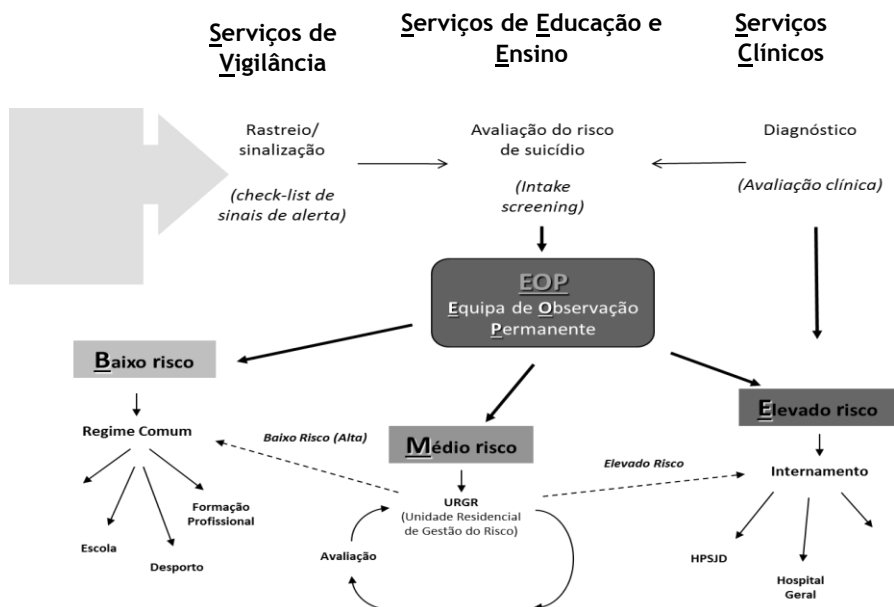 Serviços de
Vigilância
Serviços de Educação e
Ensino
Serviços
Clínicos
Rastreio/
sinalização
(check-list de
sinais de alerta)
Avaliação do risco
de suicídio
(Intake
screening)
Diagnóstico
(Avaliação clínica)
EOP
Equipa de Observação
Permanente
Baixo risco
Médio risco
Elevado risco
Regime Comum
Baixo Risco (Alta)
Elevado Risco
Internamento
URGR
(Unidade Residencial
de Gestão do Risco)
Formação
Profissional
Escola
Desporto
Avaliação
HPSJD
Hospital
Geral